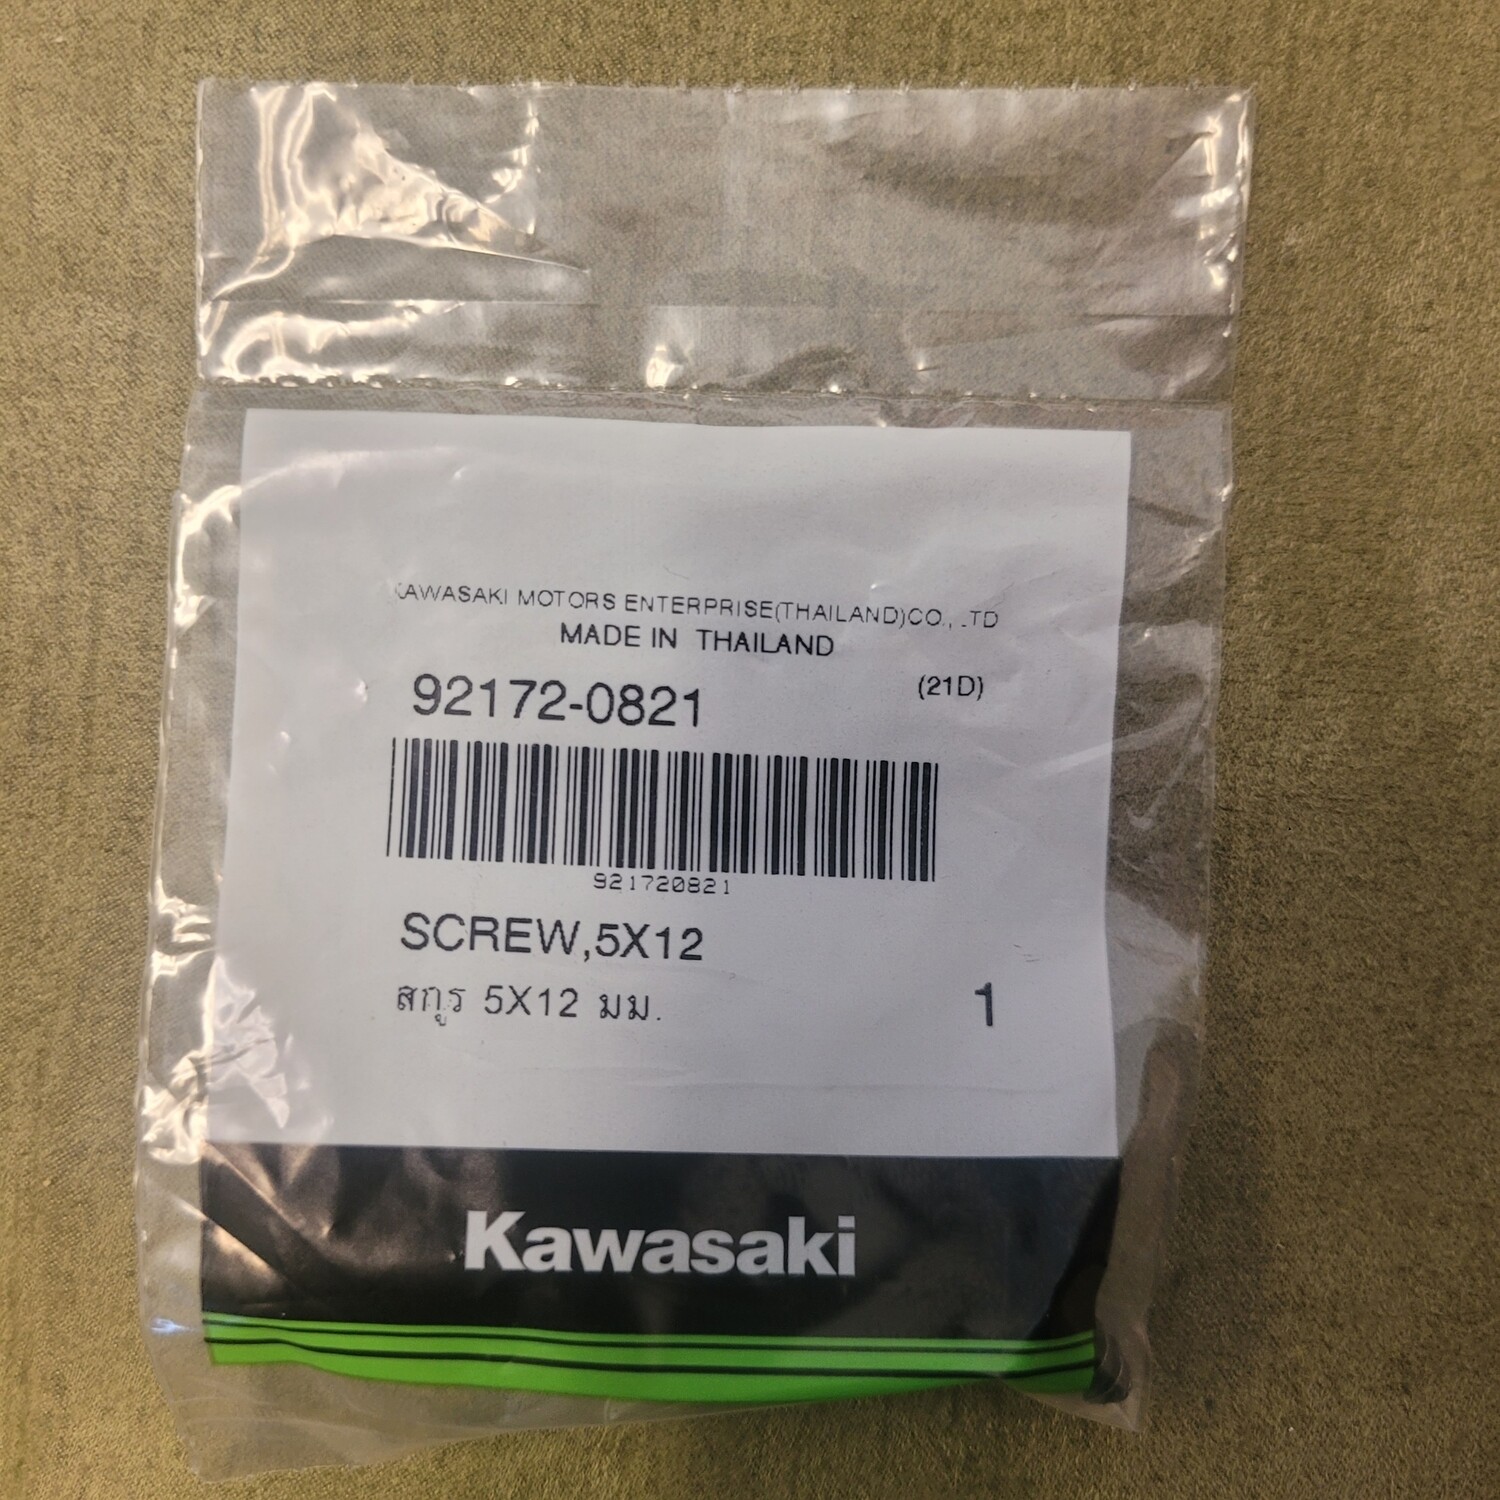 KAWASAKI MOTORS ENTERPRISE(THAILAND)CO., LTD
MADE IN THAILAND
92172-0821 (21D)
921720821
SCREW,5X12
สกรู 5X12 มม. 1
Kawasaki